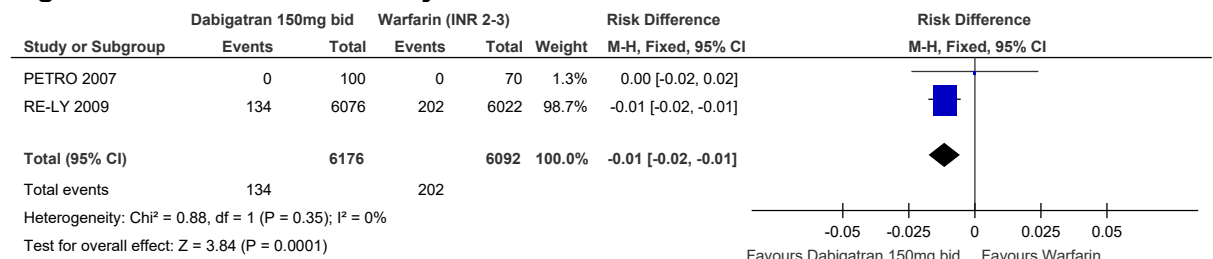 Dabigatran 150mg bid Warfarin (INR 2-3) Risk Difference Risk Difference
Study or Subgroup Events Total Events Total Weight M-H, Fixed, 95% CI M-H, Fixed, 95% CI
PETRO 2007 0 100 0 70 1.3% 0.00 [-0.02, 0.02]
RE-LY 2009 134 6076 202 6022 98.7% -0.01 [-0.02, -0.01]
Total (95% CI) 6176 6092 100.0% -0.01 [-0.02, -0.01]
Total events 134 202
Heterogeneity: Chi² = 0.88, df = 1 (P = 0.35); I² = 0%
Test for overall effect: Z = 3.84 (P = 0.0001)
-0.05 -0.025 0 0.025 0.05
Favours Dabigatran 150mg bid Favours Warfarin